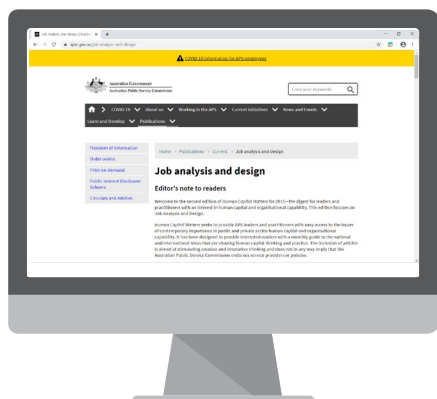 Job analysis and design | Austra
apsc.gov.au/job-analysis-and-design
COVID-19 information for APS employees
Australian Government
Australian Public Service Commission
Enter your keywords
COVID-19
About us
Working in the APS
Current initiatives
News and Events
Learn and Develop
Publications
Freedom of Information
Order online
Print-on-demand
Public Interest Disclosure
Scheme
Circulars and Advices
Home
Publications
Current
Job analysis and design
Job analysis and design
Editor's note to readers
Welcome to the second edition of Human Capital Matters for 2015—the digest for leaders and
practitioners with an interest in human capital and organisational capability. This edition focuses on
Job Analysis and Design.
Human Capital Matters seeks to provide APS leaders and practitioners with easy access to the issues
of contemporary importance in public and private sector human capital and organisational
capability. It has been designed to provide interested readers with a monthly guide to the national
and international ideas that are shaping human capital thinking and practice. The inclusion of articles
is aimed at stimulating creative and innovative thinking and does not in any way imply that the
Australian Public Service Commission endorses service providers or policies.